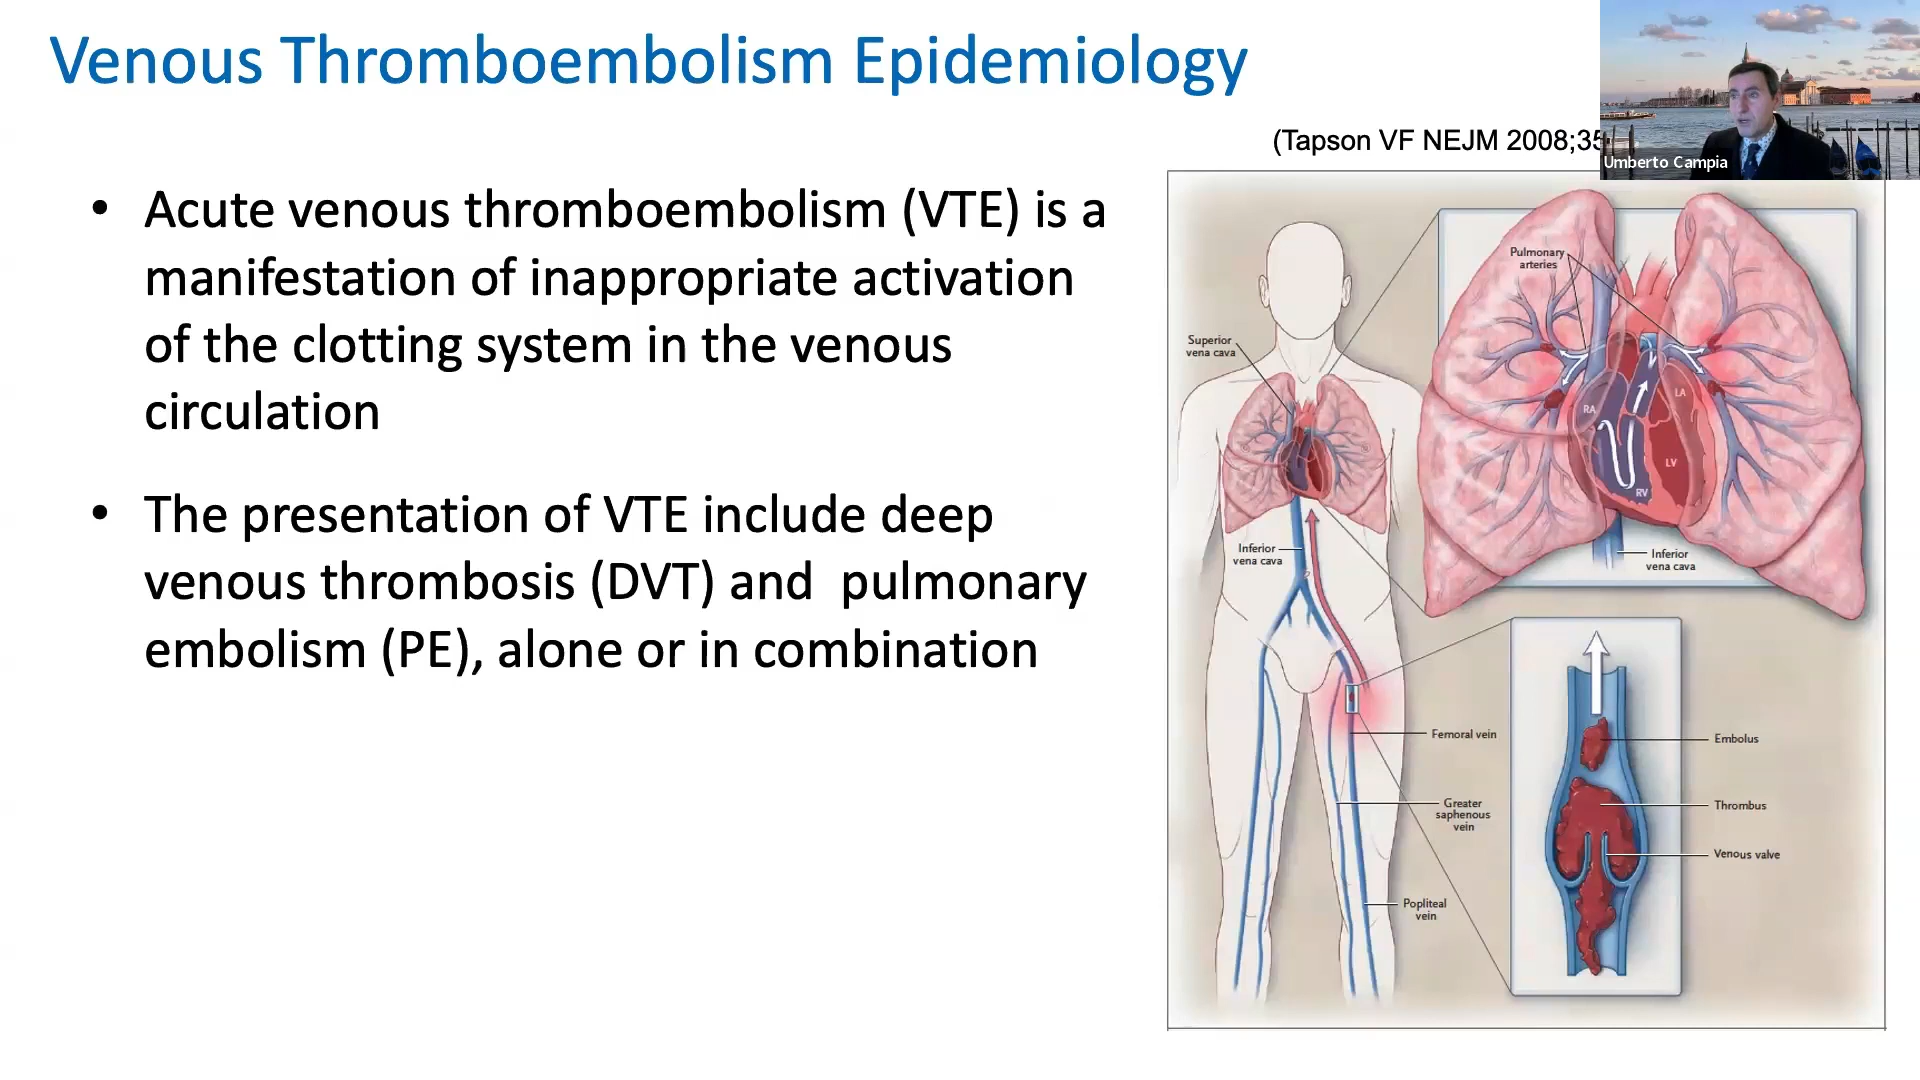 Venous Thromboembolism Epidemiology
(Tapson VF NEJM 2008;35
Umberto Campia
• Acute venous thromboembolism (VTE) is a
manifestation of inappropriate activation
of the clotting system in the venous
circulation
• The presentation of VTE include deep
venous thrombosis (DVT) and pulmonary
embolism (PE), alone or in combination
Pulmonary
arteries
Superior
vena cava
RA
LA
LV
RV
Inferior
vena cava
Inferior
vena cava
Femoral vein
Greater
saphenous
vein
Popliteal
vein
Embolus
Thrombus
Venous valve